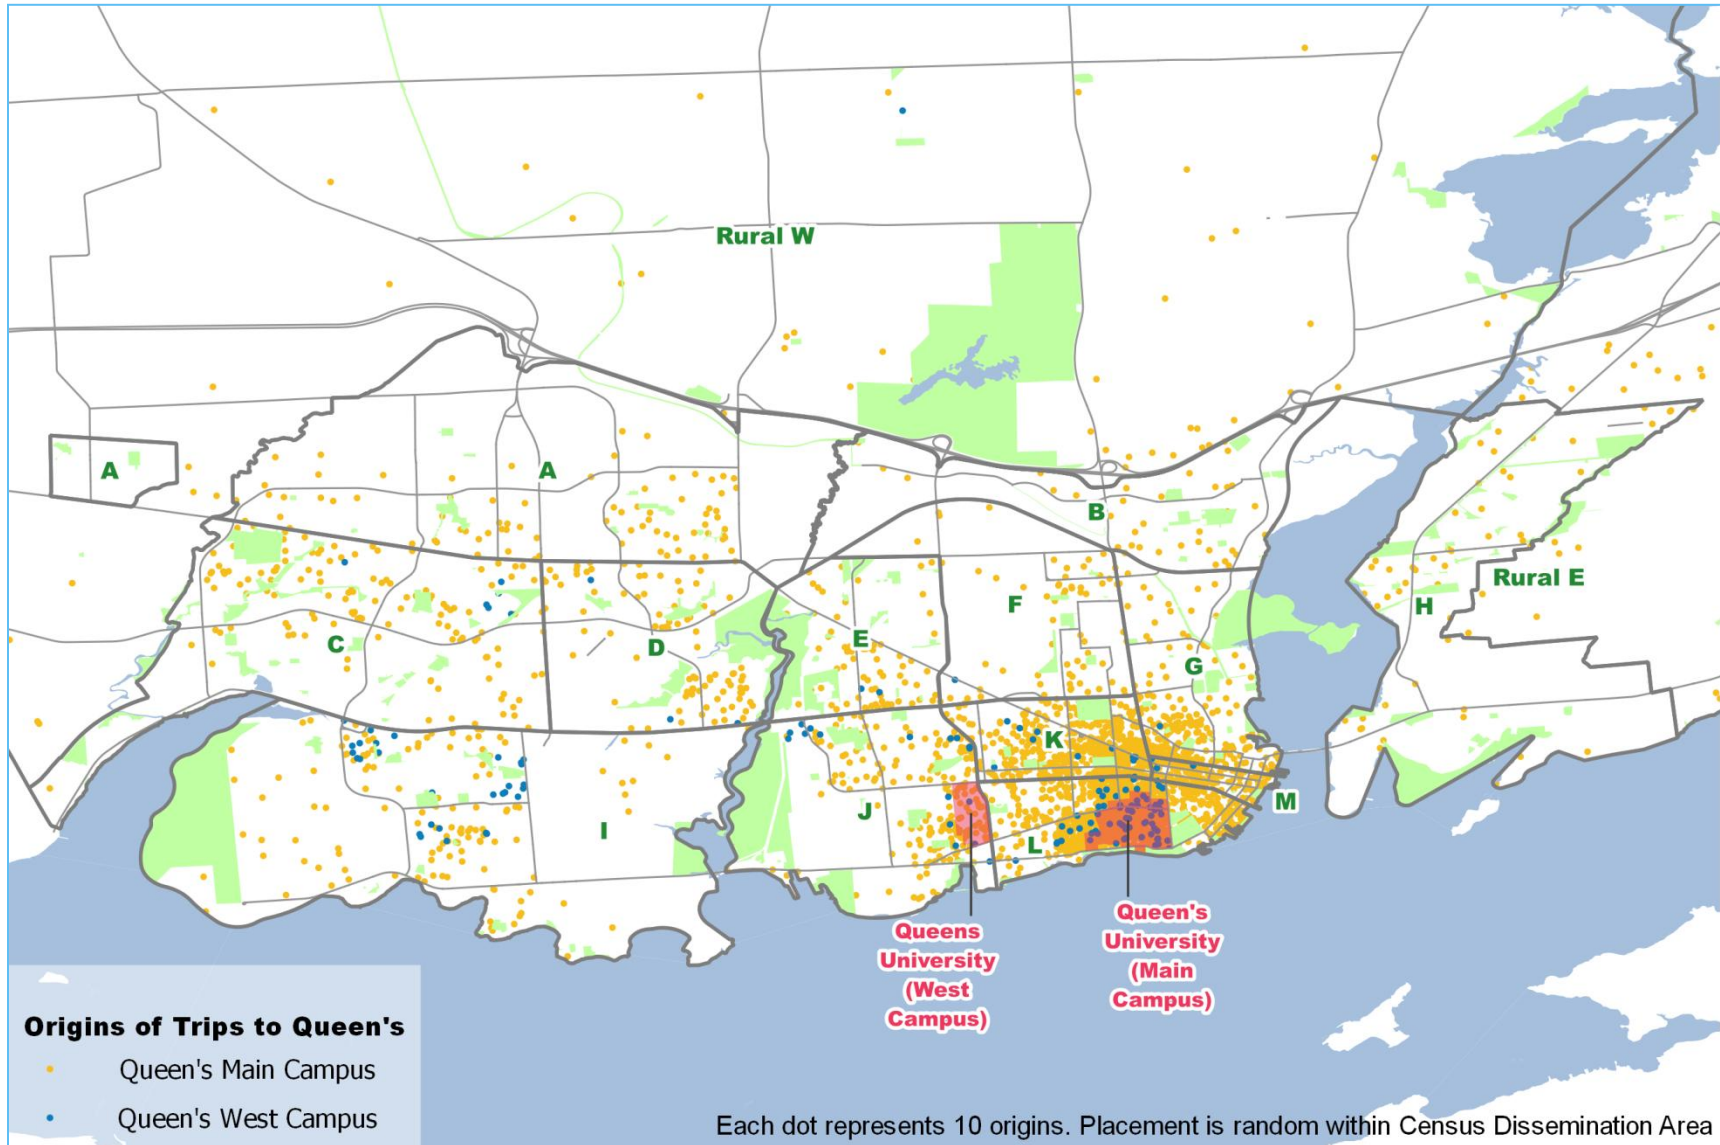 Rural W
A
A
B
Rural E
F
H
C
D
E
G
K
M
J
I
L
Queens
University
(West
Campus)
Queen's
University
(Main
Campus)
Origins of Trips to Queen's
Queen's Main Campus
Queen's West Campus
Each dot represents 10 origins. Placement is random within Census Dissemination Area